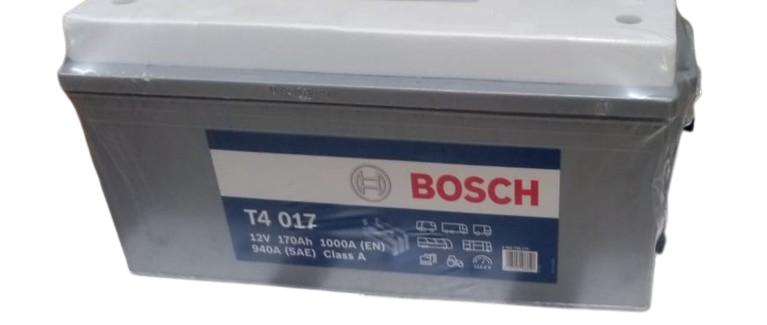 BOSCH
T4 017
12V 170Ah 1000A (EN)
940A (SAE) Class A